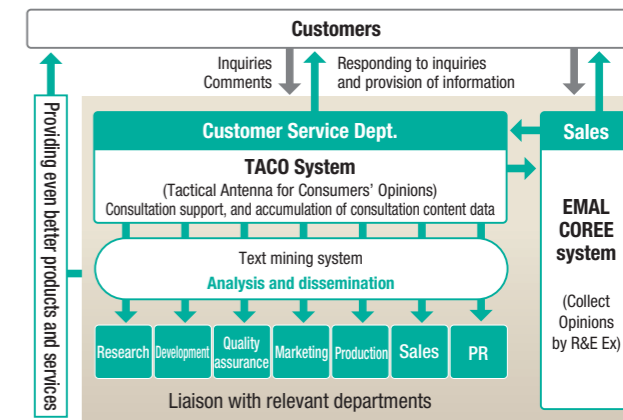 Customers
Inquiries
Comments
Responding to inquiries
and provision of information
Providing even better products and services
Customer Service Dept.
TACO System
(Tactical Antenna for Consumers' Opinions)
Consultation support, and accumulation of consultation content data
Sales
EMAL
COREE
system
(Collect
Opinions
by R&E Ex)
Text mining system
Analysis and dissemination
Research
Development
Quality
assurance
Marketing
Production
Sales
PR
Liaison with relevant departments